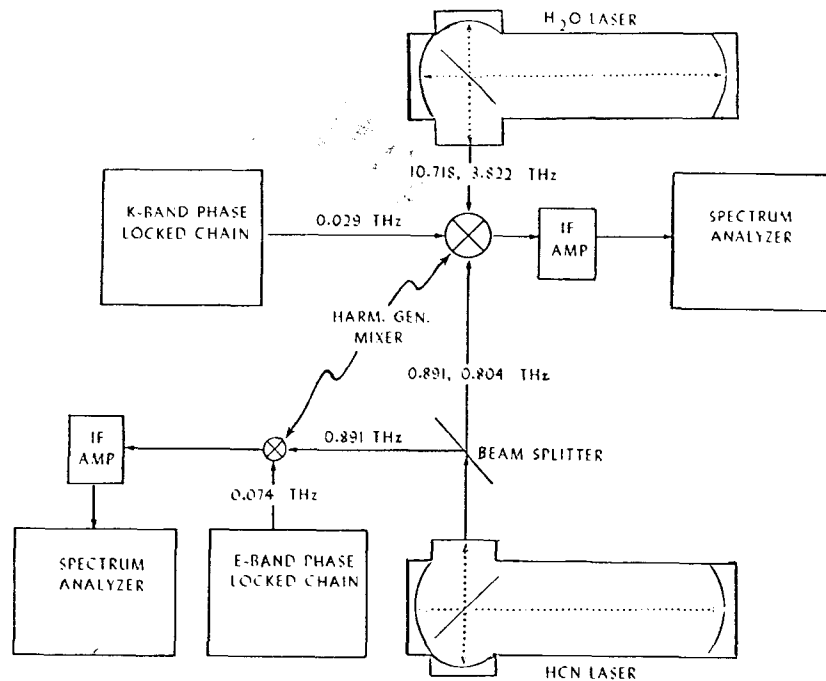 H₂O LASER
10.718, 3.822 THz
K-BAND PHASE
LOCKED CHAIN
0.029 THz
IF
AMP
SPECTRUM
ANALYZER
HARM. GEN.
MIXER
0.891, 0.804 THz
IF
AMP
0.891 THz
BEAM SPLITTER
0.074 THz
SPECTRUM
ANALYZER
E-BAND PHASE
LOCKED CHAIN
HCN LASER